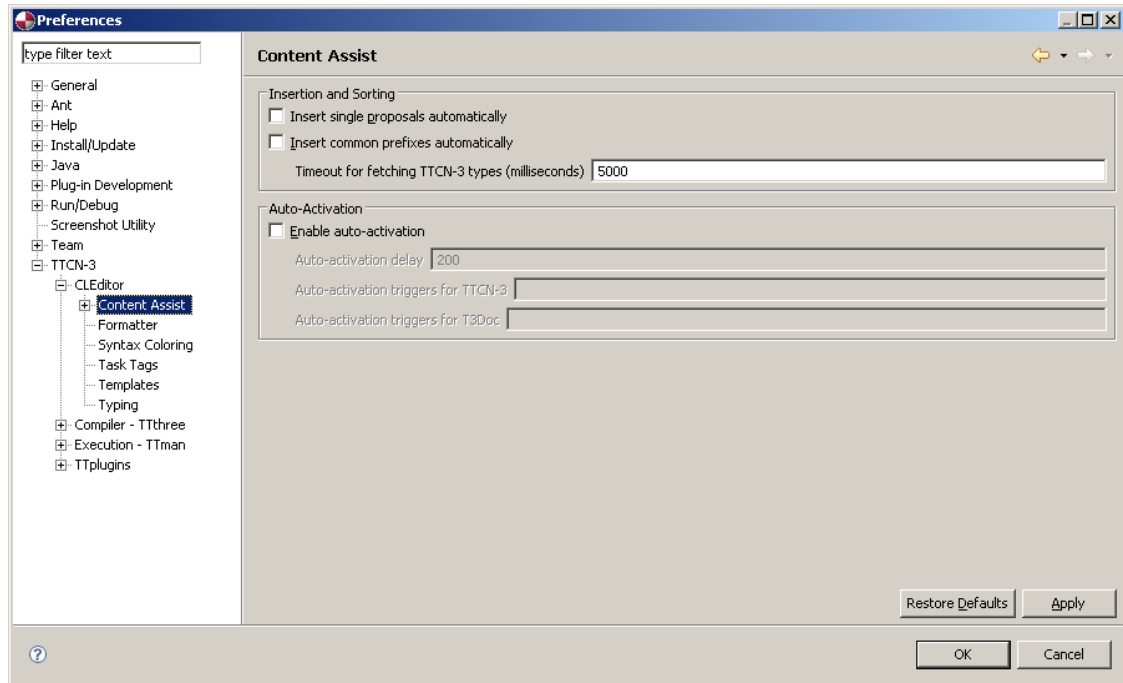 Preferences
type filter text
Content Assist
General
Ant
Help
Install/Update
Java
Plug-in Development
Run/Debug
Screenshot Utility
Team
TTCN-3
CLEditor
Content Assist
Formatter
Syntax Coloring
Task Tags
Templates
Typing
Compiler - TTthree
Execution - TTman
TTplugins
Insertion and Sorting
Insert single proposals automatically
Insert common prefixes automatically
Timeout for fetching TTCN-3 types (milliseconds) 5000
Auto-Activation
Enable auto-activation
Auto-activation delay 200
Auto-activation triggers for TTCN-3
Auto-activation triggers for T3Doc
Restore Defaults Apply
? OK Cancel